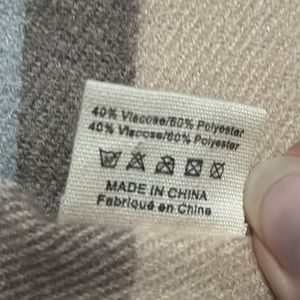 40% Viscose/60% Polyester
40% Viscose/60% Polyester
MADE IN CHINA
Fabriqué en Chine